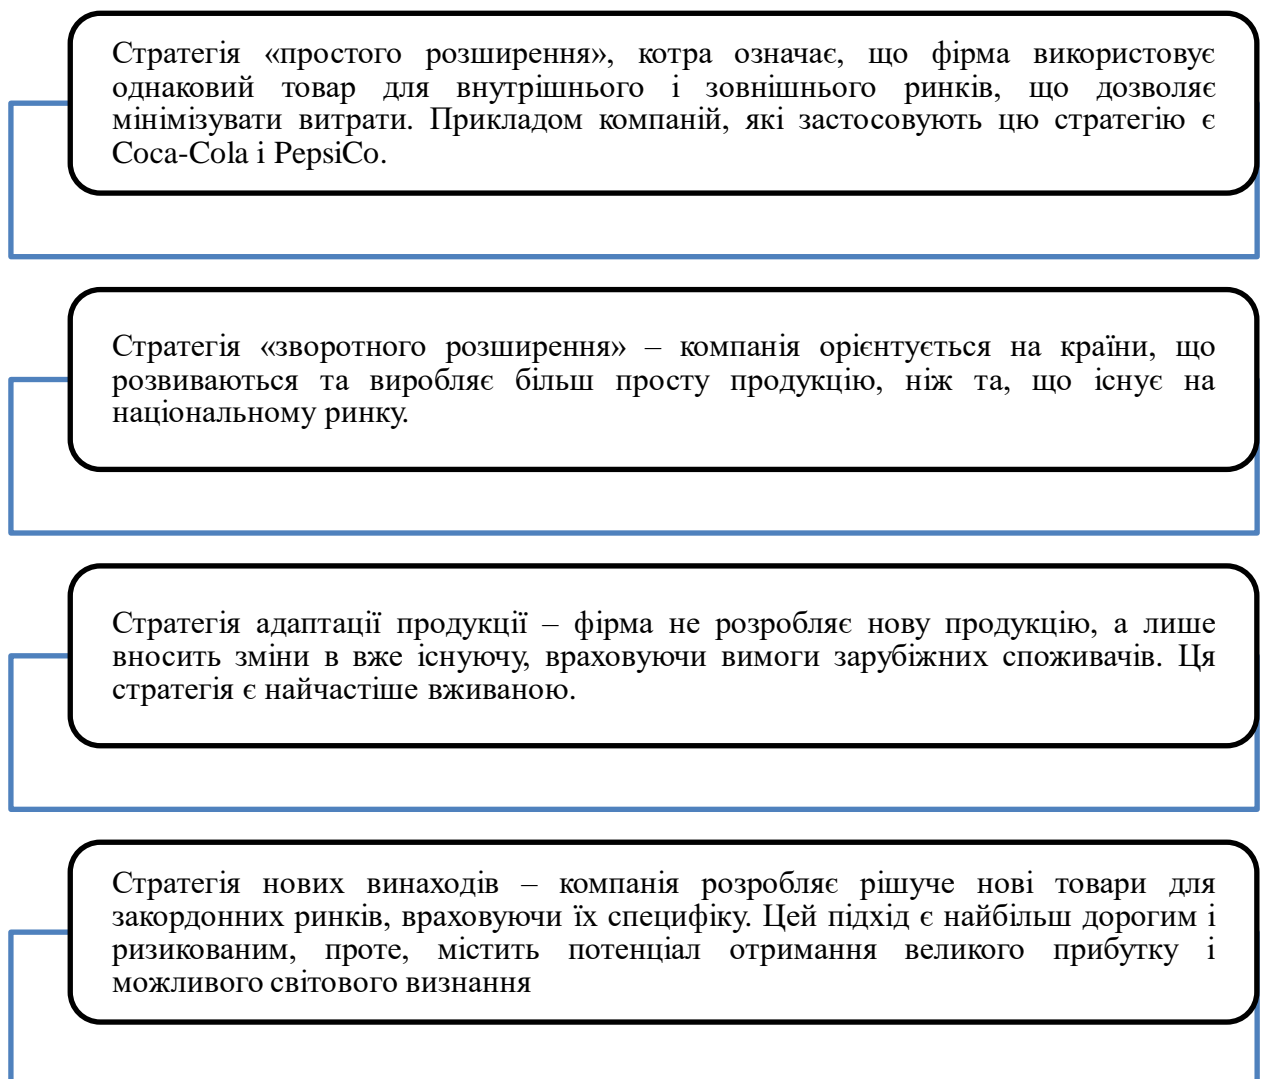 Стратегія «простого розширення», котра означає, що фірма використовує
однаковий товар для внутрішнього і зовнішнього ринків, що дозволяє
мінімізувати витрати. Прикладом компаній, які застосовують цю стратегію є
Coca-Cola і PepsiCo.
Стратегія «зворотного розширення» – компанія орієнтується на країни, що
розвиваються та виробляє більш просту продукцію, ніж та, що існує на
національному ринку.
Стратегія адаптації продукції – фірма не розробляє нову продукцію, а лише
вносить зміни в вже існуючу, враховуючи вимоги зарубіжних споживачів. Ця
стратегія є найчастіше вживаною.
Стратегія нових винаходів – компанія розробляє рішуче нові товари для
закордонних ринків, враховуючи їх специфіку. Цей підхід є найбільш дорогим і
ризикованим, проте, містить потенціал отримання великого прибутку і
можливого світового визнання